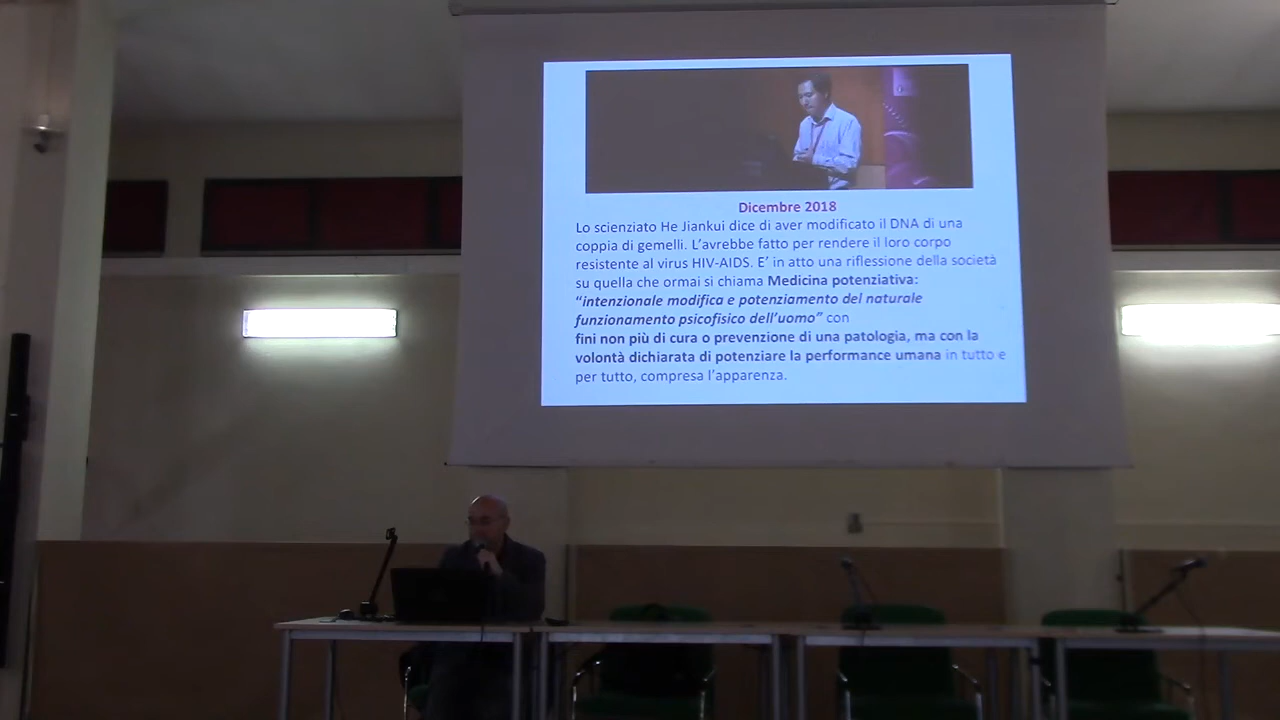 Dicembre 2018
Lo scienziato He Jiankui dice di aver modificato il DNA di una
coppia di gemelli. L'avrebbe fatto per rendere il loro corpo
resistente al virus HIV-AIDS. E' in atto una riflessione della società
su quella che ormai si chiama Medicina potenziativa:
"intenzionale modifica e potenziamento del naturale
funzionamento psicofisico dell'uomo" con
fini non più di cura o prevenzione di una patologia, ma con la
volontà dichiarata di potenziare la performance umana in tutto e
per tutto, compresa l'apparenza.